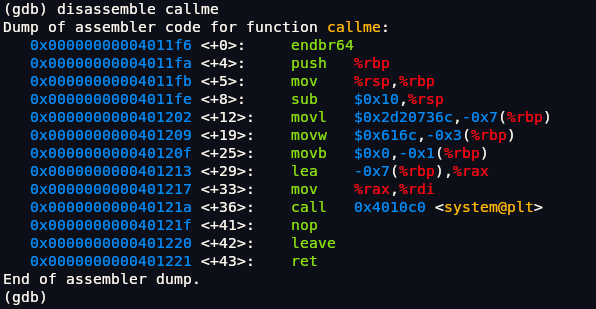 (gdb) disassemble callme
Dump of assembler code for function callme:
   0x00000000004011f6 <+0>:     endbr64
   0x00000000004011fa <+4>:     push   %rbp
   0x00000000004011fb <+5>:     mov    %rsp,%rbp
   0x00000000004011fe <+8>:     sub    $0x10,%rsp
   0x0000000000401202 <+12>:    movl   $0x2d20736c,-0x7(%rbp)
   0x0000000000401209 <+19>:    movw   $0x616c,-0x3(%rbp)
   0x000000000040120f <+25>:    movb   $0x0,-0x1(%rbp)
   0x0000000000401213 <+29>:    lea    -0x7(%rbp),%rax
   0x0000000000401217 <+33>:    mov    %rax,%rdi
   0x000000000040121a <+36>:    call   0x4010c0 <system@plt>
   0x000000000040121f <+41>:    nop
   0x0000000000401220 <+42>:    leave
   0x0000000000401221 <+43>:    ret
End of assembler dump.
(gdb)